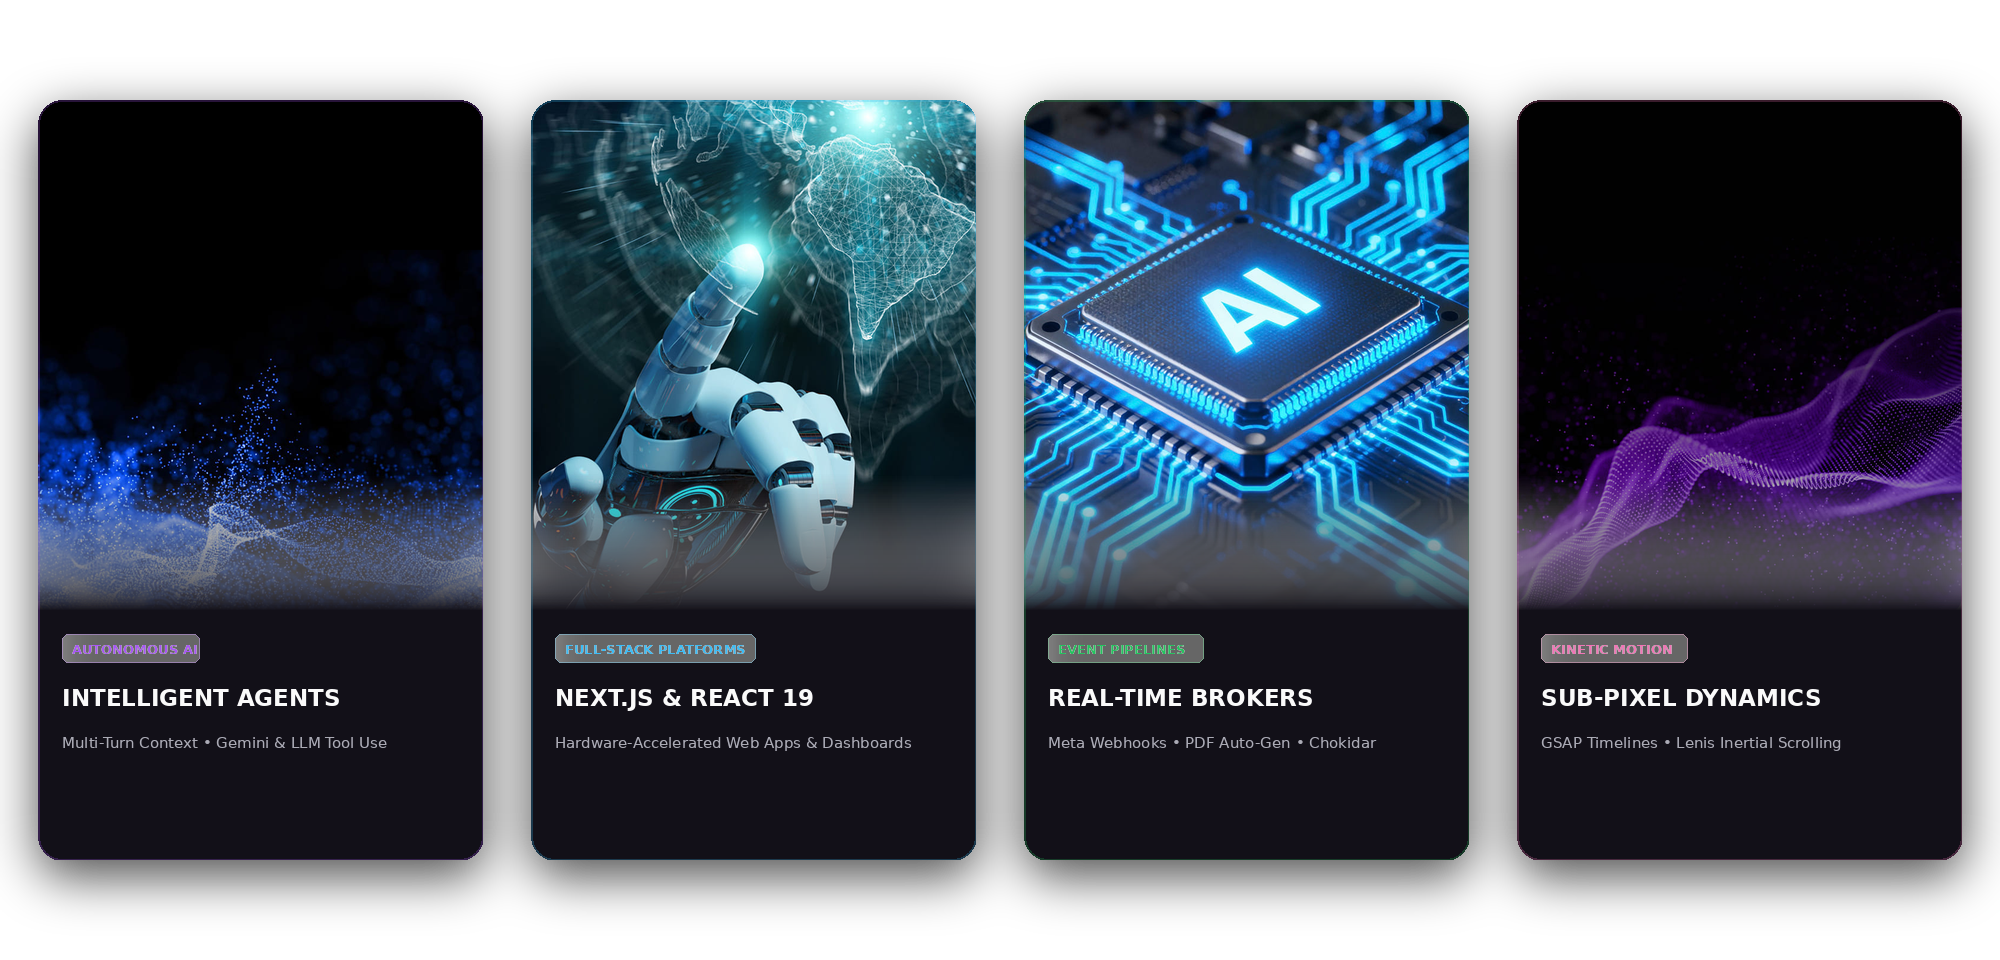 AI
AUTONOMOUS AI
INTELLIGENT AGENTS
Multi-Turn Context • Gemini & LLM Tool Use
FULL-STACK PLATFORMS
NEXT.JS & REACT 19
Hardware-Accelerated Web Apps & Dashboards
EVENT PIPELINES
REAL-TIME BROKERS
Meta Webhooks • PDF Auto-Gen • Chokidar
KINETIC MOTION
SUB-PIXEL DYNAMICS
GSAP Timelines • Lenis Inertial Scrolling